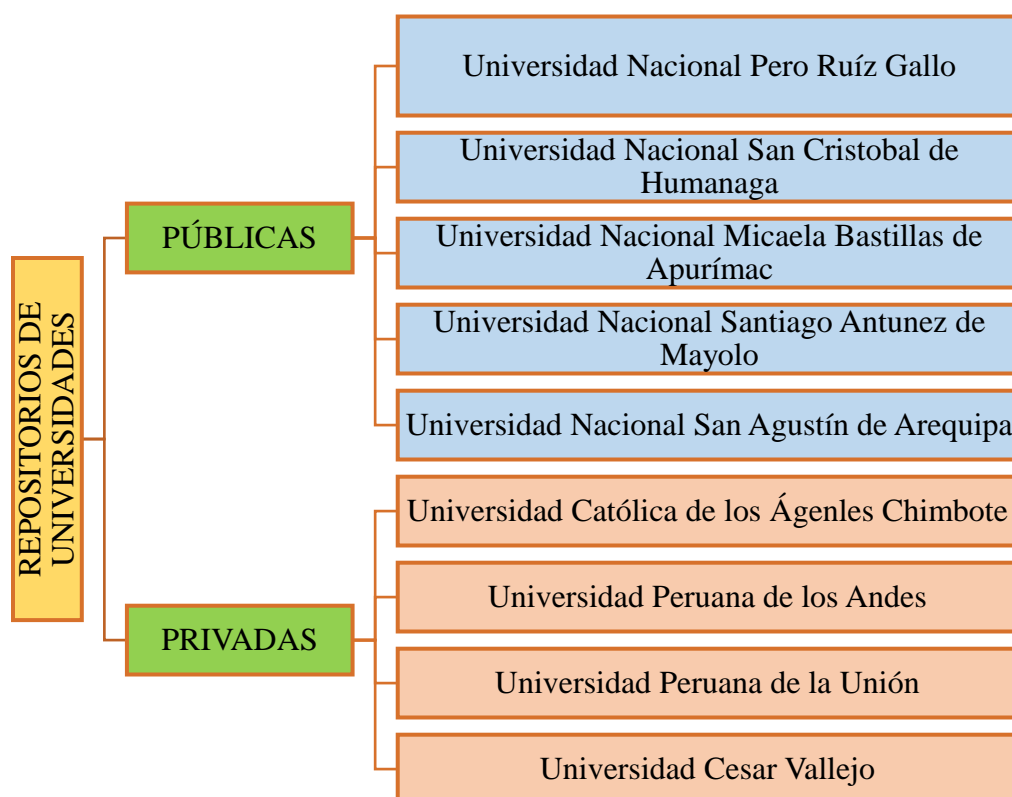 REPOSITORIOS DE
UNIVERSIDADES
PÚBLICAS
Universidad Nacional Pero Ruíz Gallo
Universidad Nacional San Cristobal de
Humanaga
Universidad Nacional Micaela Bastillas de
Apurímac
Universidad Nacional Santiago Antunez de
Mayolo
Universidad Nacional San Agustín de Arequipa
PRIVADAS
Universidad Católica de los Ágenles Chimbote
Universidad Peruana de los Andes
Universidad Peruana de la Unión
Universidad Cesar Vallejo